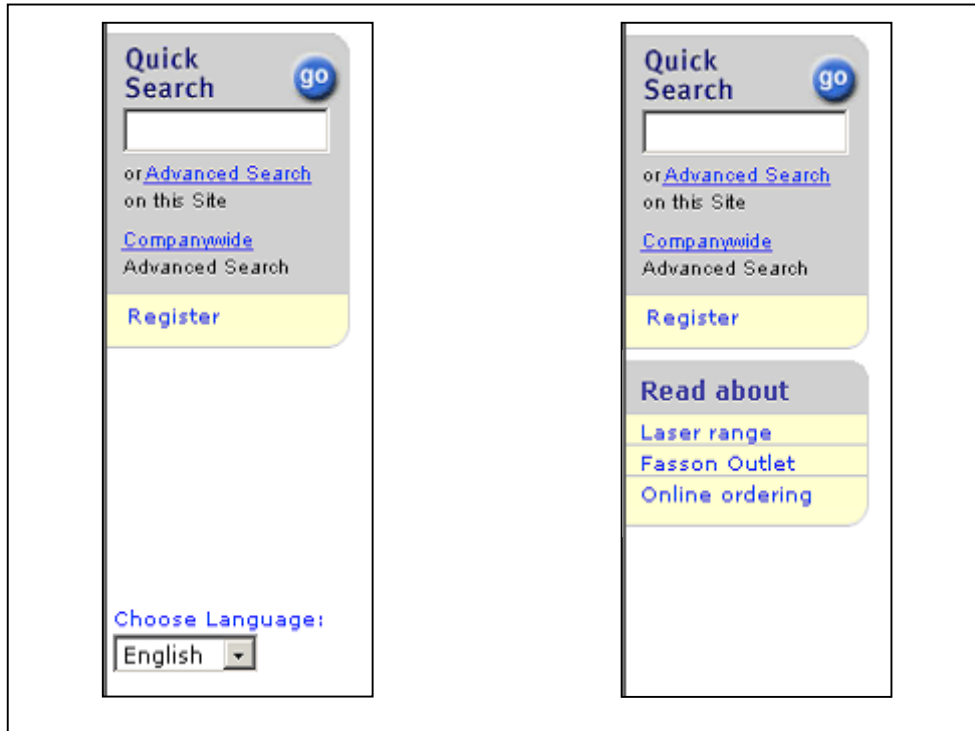 Quick
Search
go
or Advanced Search
on this Site
Companywide
Advanced Search
Register
Choose Language:
English
Quick
Search
go
or Advanced Search
on this Site
Companywide
Advanced Search
Register
Read about
Laser range
Fasson Outlet
Online ordering